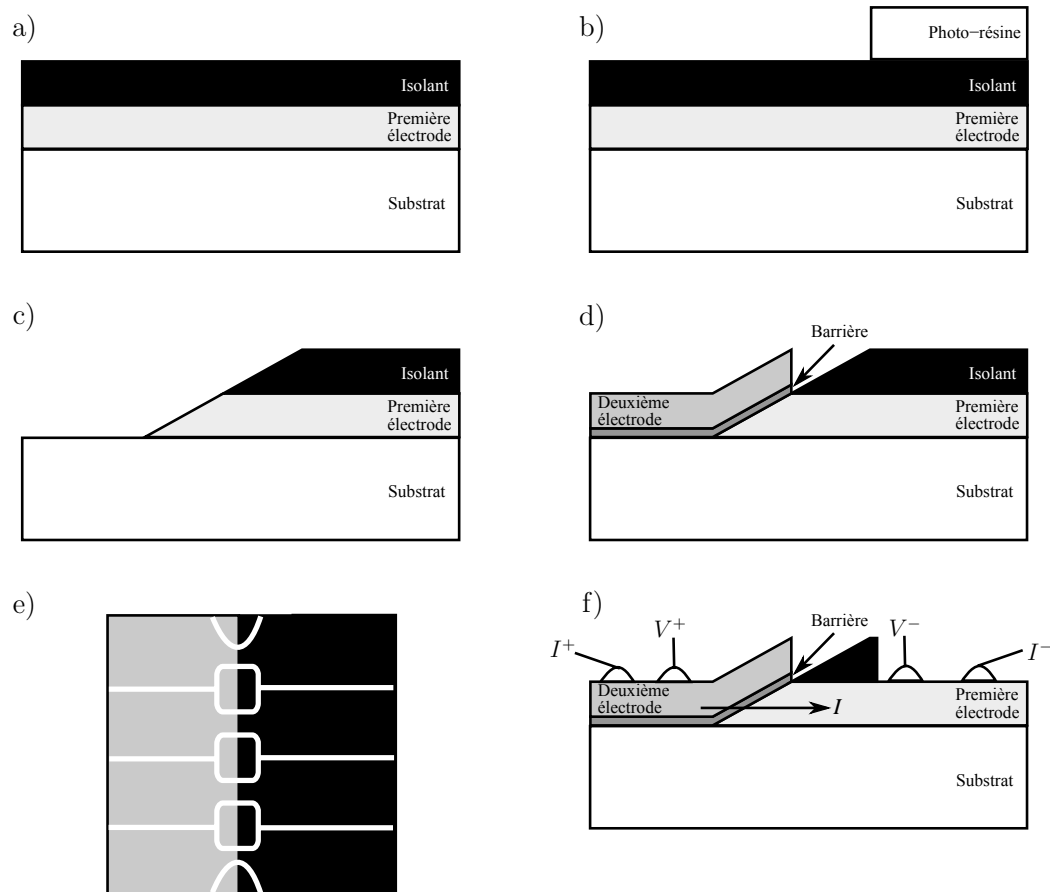 a)
Isolant
Première
électrode
Substrat
b)
Photo−résine
Isolant
Première
électrode
Substrat
c)
Isolant
Première
électrode
Substrat
d)
Barrière
Isolant
Deuxième
électrode
Première
électrode
Substrat
e)
f)
I+
V+
Barrière
V−
I−
Deuxième
électrode
I
Première
électrode
Substrat